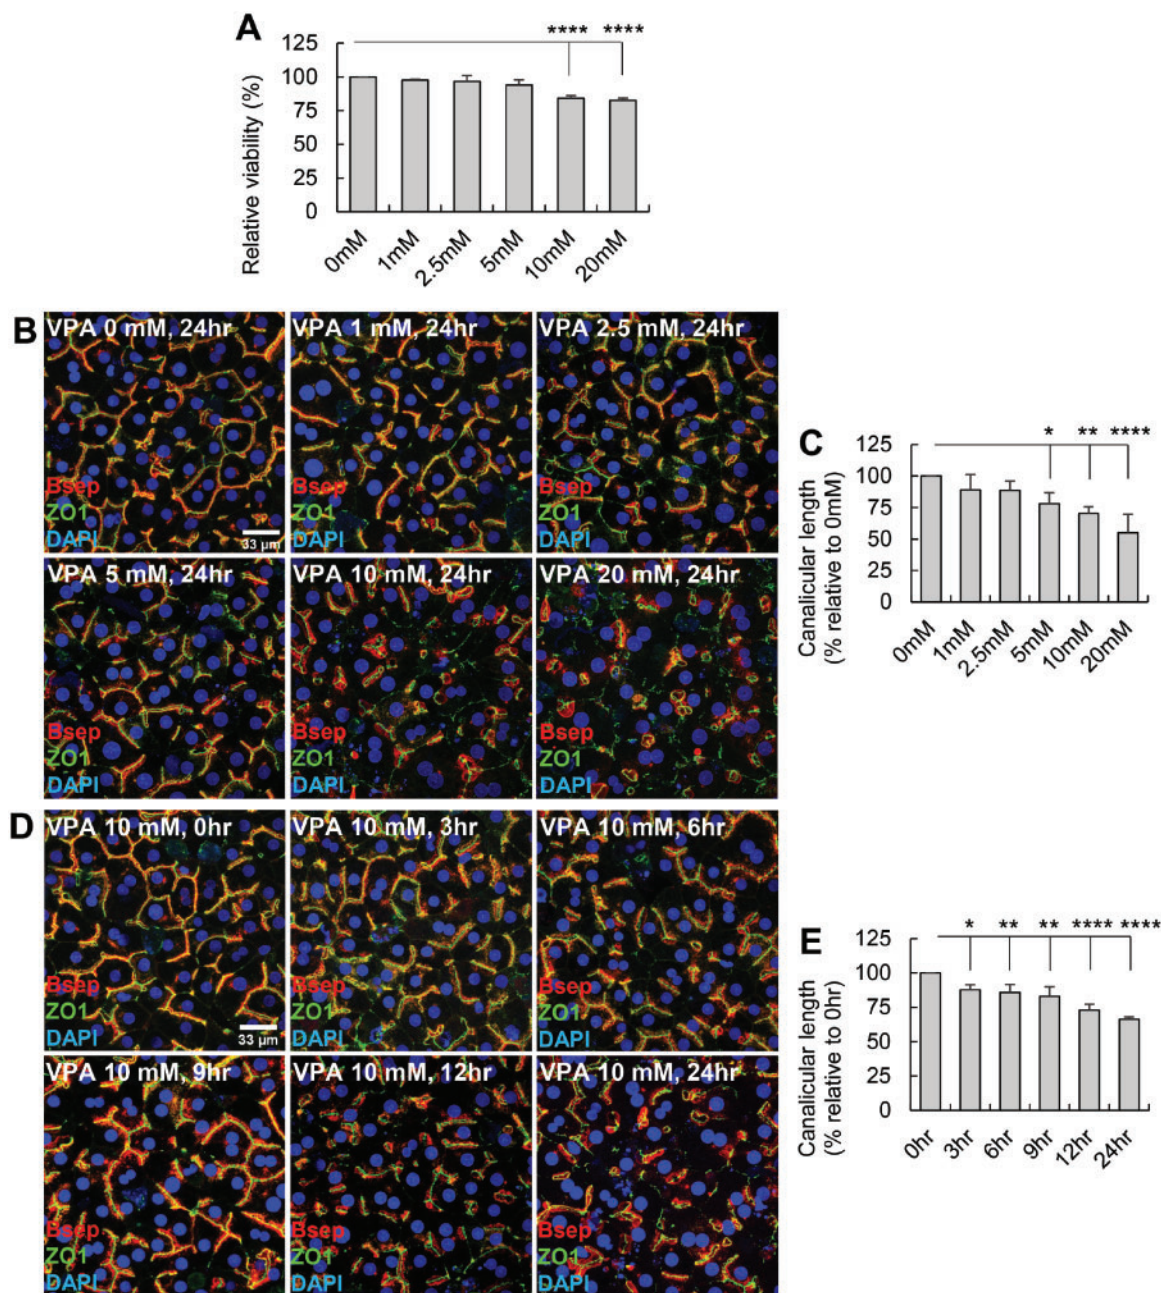 A
**** ****
125
100
75
50
25
0
Relative viability (%)
0mM 1mM 2.5mM 5mM 10mM 20mM
B
VPA 0 mM, 24hr
Bsep
ZO1
DAPI
33 μm
VPA 1 mM, 24hr
Bsep
ZO1
DAPI
VPA 2.5 mM, 24hr
Bsep
ZO1
DAPI
VPA 5 mM, 24hr
Bsep
ZO1
DAPI
VPA 10 mM, 24hr
Bsep
ZO1
DAPI
VPA 20 mM, 24hr
Bsep
ZO1
DAPI
C
* ** ****
125
100
75
50
25
0
Canalicular length
(% relative to 0mM)
0mM 1mM 2.5mM 5mM 10mM 20mM
D
VPA 10 mM, 0hr
Bsep
ZO1
DAPI
33 μm
VPA 10 mM, 3hr
Bsep
ZO1
DAPI
VPA 10 mM, 6hr
Bsep
ZO1
DAPI
VPA 10 mM, 9hr
Bsep
ZO1
DAPI
VPA 10 mM, 12hr
Bsep
ZO1
DAPI
VPA 10 mM, 24hr
Bsep
ZO1
DAPI
E
* ** ** **** ****
125
100
75
50
25
0
Canalicular length
(% relative to 0hr)
0hr 3hr 6hr 9hr 12hr 24hr